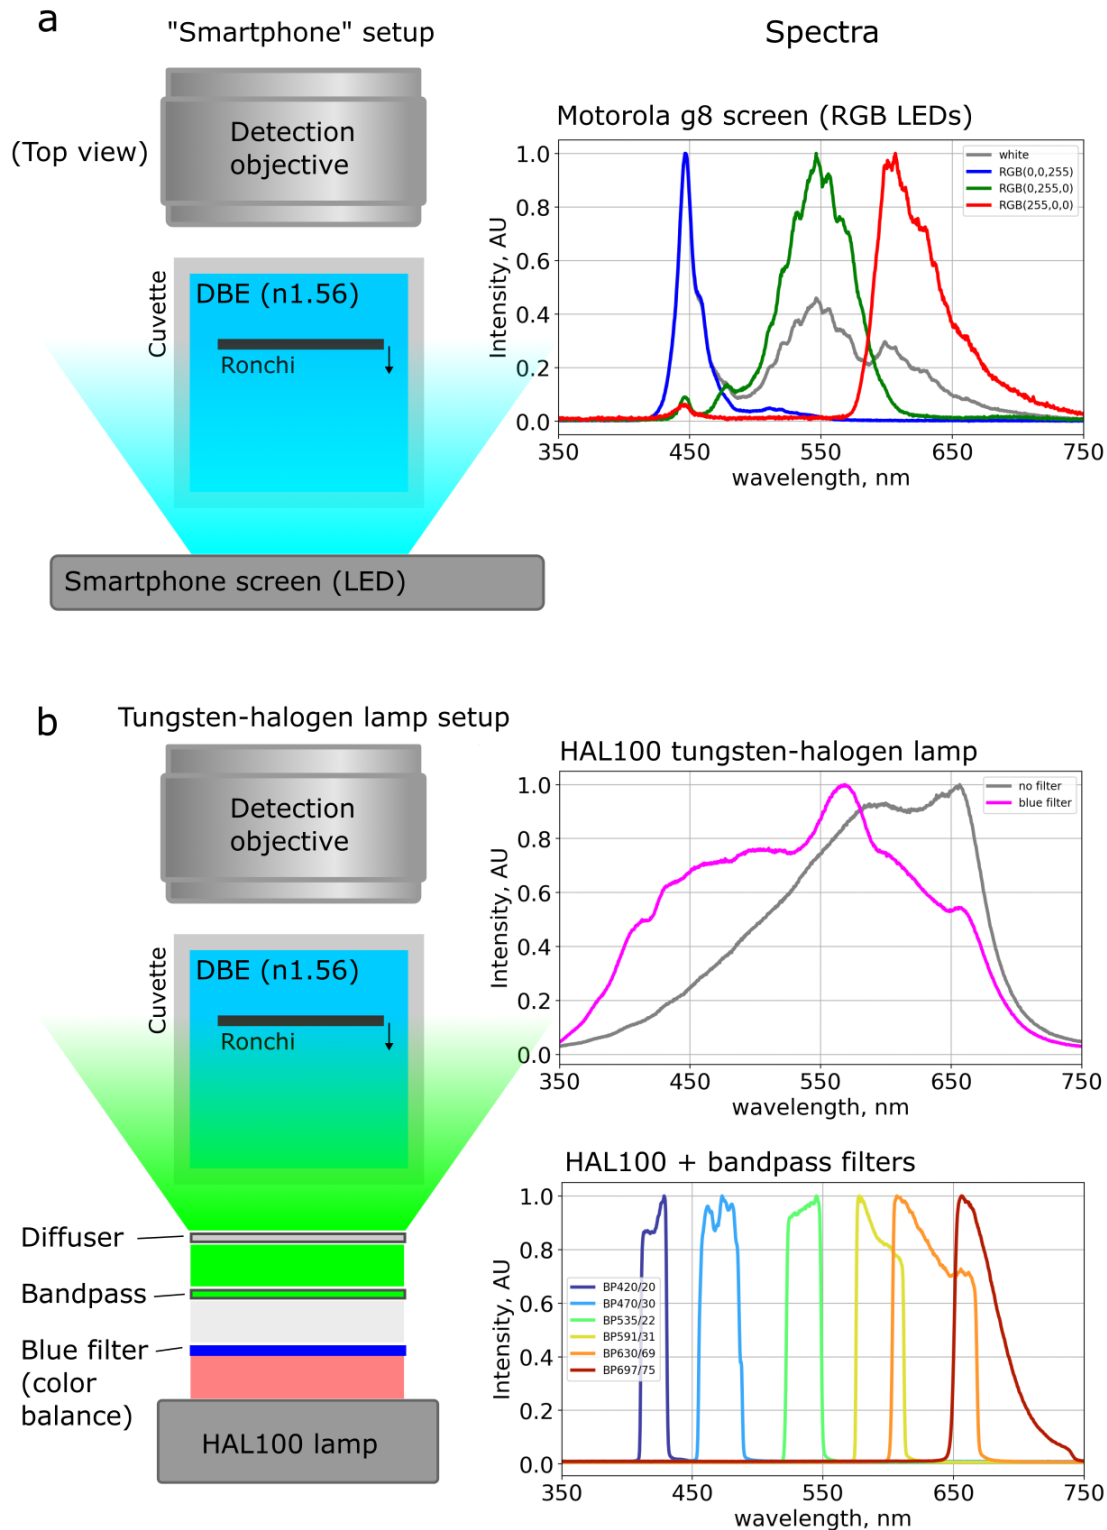 a
"Smartphone" setup
Spectra
(Top view)
Detection
objective
Cuvette
DBE (n1.56)
Ronchi
Smartphone screen (LED)
Motorola g8 screen (RGB LEDs)
Intensity, AU
1.0
0.8
0.6
0.4
0.2
0.0
white
RGB(0,0,255)
RGB(0,255,0)
RGB(255,0,0)
350 450 550 650 750
wavelength, nm
b
Tungsten-halogen lamp setup
Detection
objective
Cuvette
DBE (n1.56)
Ronchi
Diffuser
Bandpass
Blue filter
(color
balance)
HAL100 lamp
HAL100 tungsten-halogen lamp
Intensity, AU
1.0
0.8
0.6
0.4
0.2
0.0
no filter
blue filter
350 450 550 650 750
wavelength, nm
HAL100 + bandpass filters
Intensity, AU
1.0
0.8
0.6
0.4
0.2
0.0
BP420/20
BP470/30
BP535/22
BP591/31
BP630/69
BP697/75
350 450 550 650 750
wavelength, nm